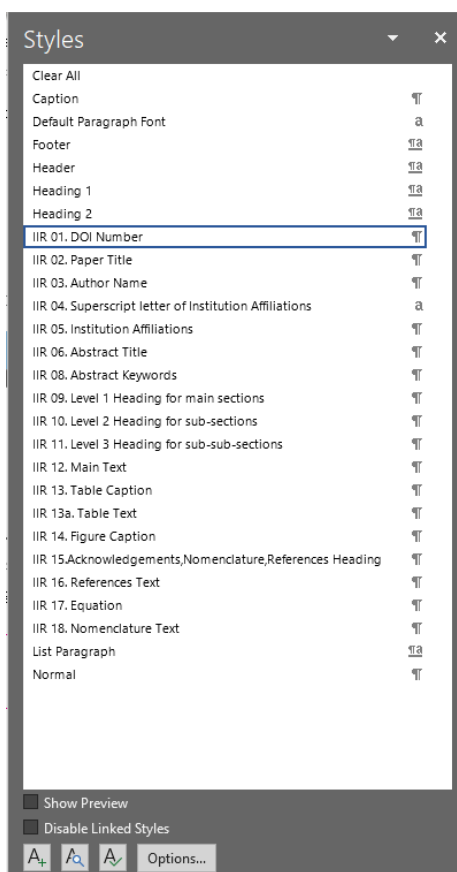 Styles
Clear All
Caption ¶
Default Paragraph Font a
Footer ¶a
Header ¶a
Heading 1 ¶a
Heading 2 ¶a
IIR 01. DOI Number ¶
IIR 02. Paper Title ¶
IIR 03. Author Name ¶
IIR 04. Superscript letter of Institution Affiliations a
IIR 05. Institution Affiliations ¶
IIR 06. Abstract Title ¶
IIR 08. Abstract Keywords ¶
IIR 09. Level 1 Heading for main sections ¶
IIR 10. Level 2 Heading for sub-sections ¶
IIR 11. Level 3 Heading for sub-sub-sections ¶
IIR 12. Main Text ¶
IIR 13. Table Caption ¶
IIR 13a. Table Text ¶
IIR 14. Figure Caption ¶
IIR 15.Acknowledgements,Nomenclature,References Heading ¶
IIR 16. References Text ¶
IIR 17. Equation ¶
IIR 18. Nomenclature Text ¶
List Paragraph ¶a
Normal ¶
Show Preview
Disable Linked Styles
Options...